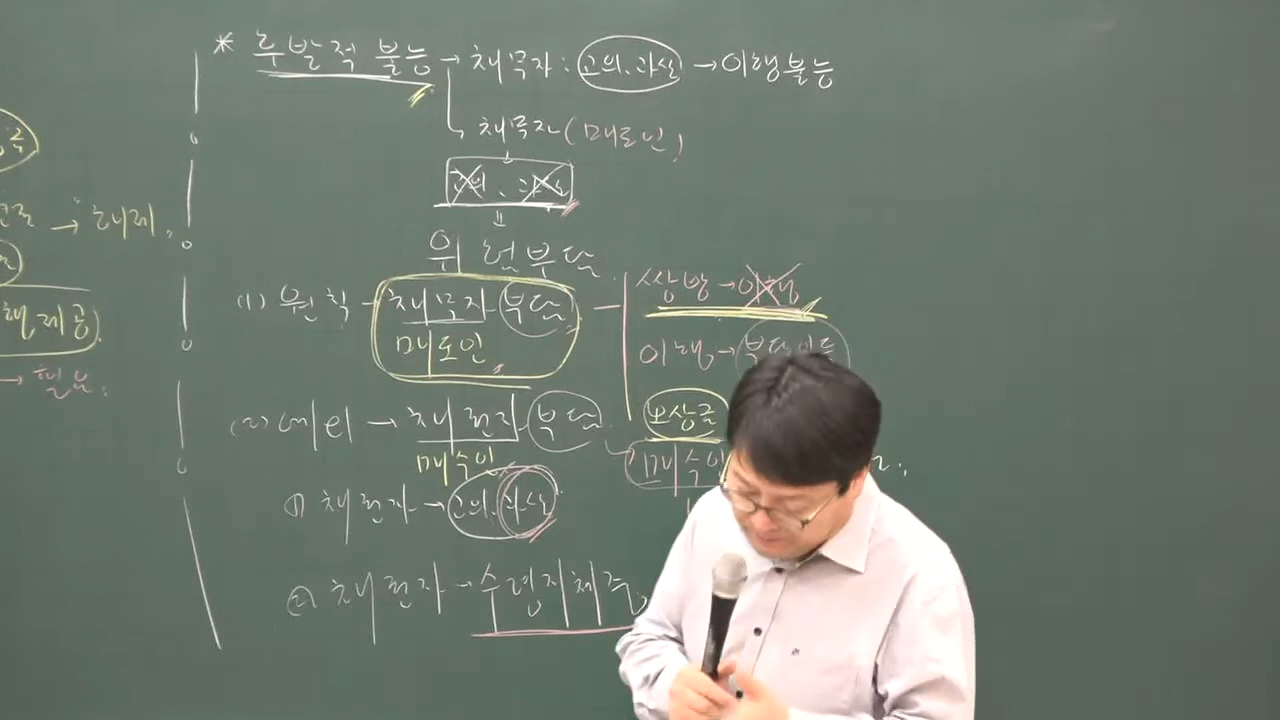 * 후발적 불능 → 채무자 : 고의.과실 → 이행불능
채무자 (매도인)
고의. 과실
위험부담
(1) 원칙 - 채무자 부담
매도인
쌍방 → 이행
이행 →
(2) 예외 → 채권자 부담
매수인
보상금
매수인
① 채권자 → 고의.과실
② 채권자 → 수령지체 中
→ 해제.
행제공